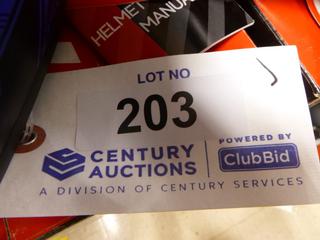 HELMET
MANUAL
LOT NO
203
CENTURY
AUCTIONS
POWERED BY
ClubBid
A DIVISION OF CENTURY SERVICES